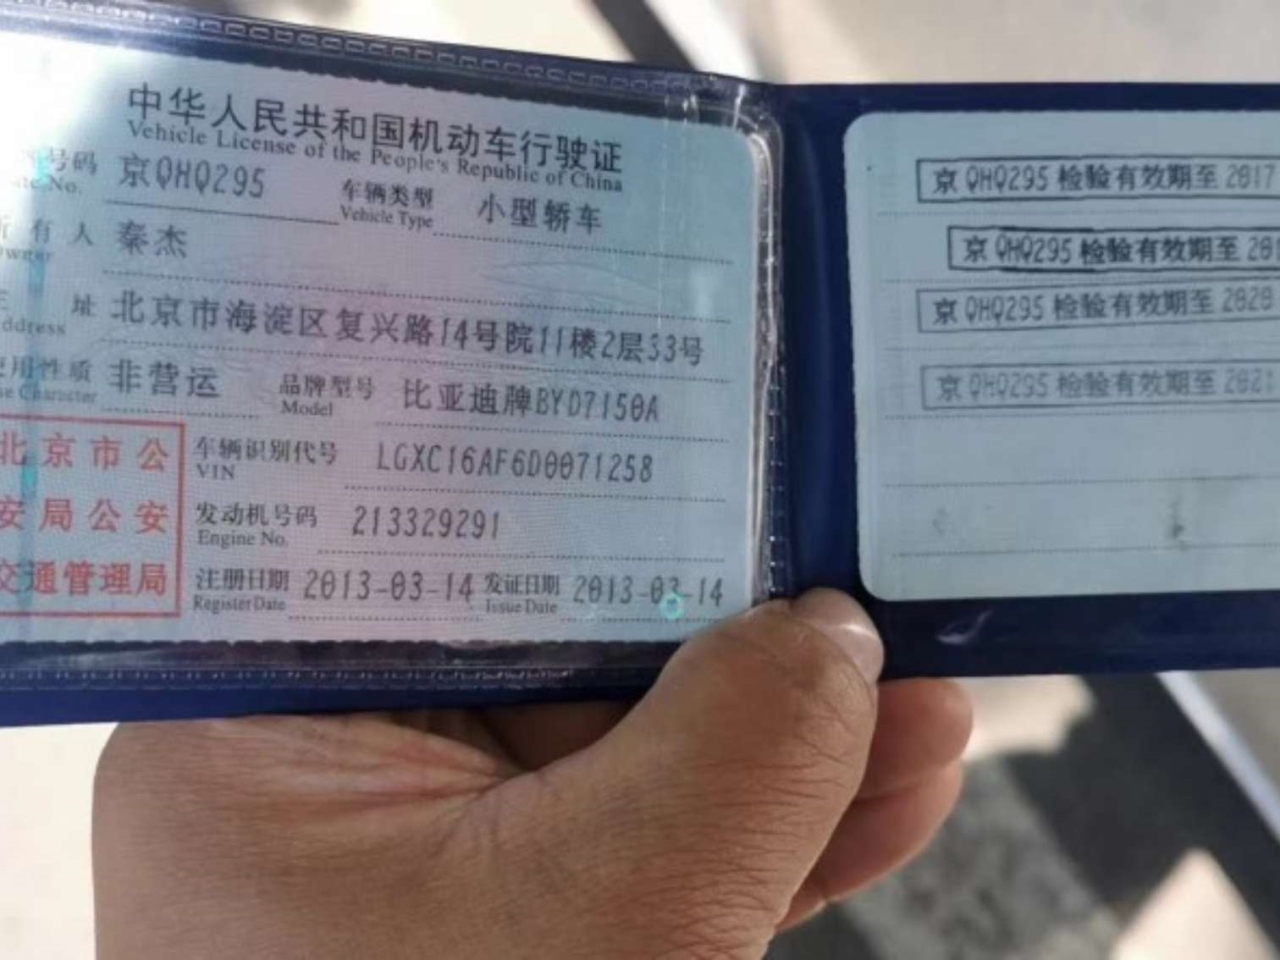 中华人民共和国机动车行驶证
Vehicle License of the People's Republic of China
号码 京QHQ295 车辆类型 小型轿车
No. Vehicle Type
有人 秦杰
Owner
址 北京市海淀区复兴路14号院11楼2层33号
ddress
使用性质 非营运 品牌型号 比亚迪牌BYD7150A
Character Model
车辆识别代号 LGXC16AF6D0071258
VIN
发动机号码 213329291
Engine No.
注册日期 2013-03-14 发证日期 2013-03-14
Register Date Issue Date
北京市公
安局公安
交通管理局
京QHQ295 检验有效期至 2017
京QHQ295 检验有效期至 20
京QHQ295 检验有效期至 2020
京QHQ295 检验有效期至 2021